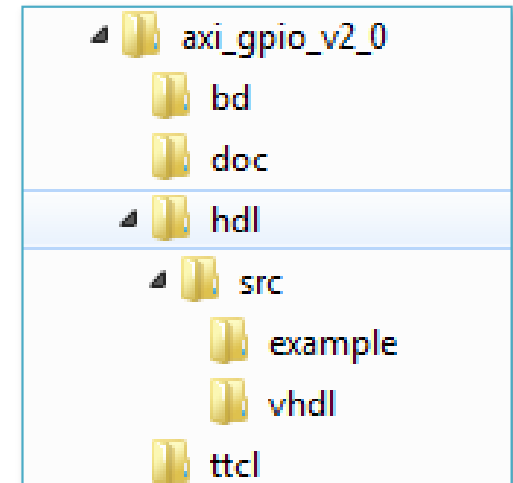 axi_gpio_v2_0
bd
doc
hdl
src
example
vhdl
ttcl